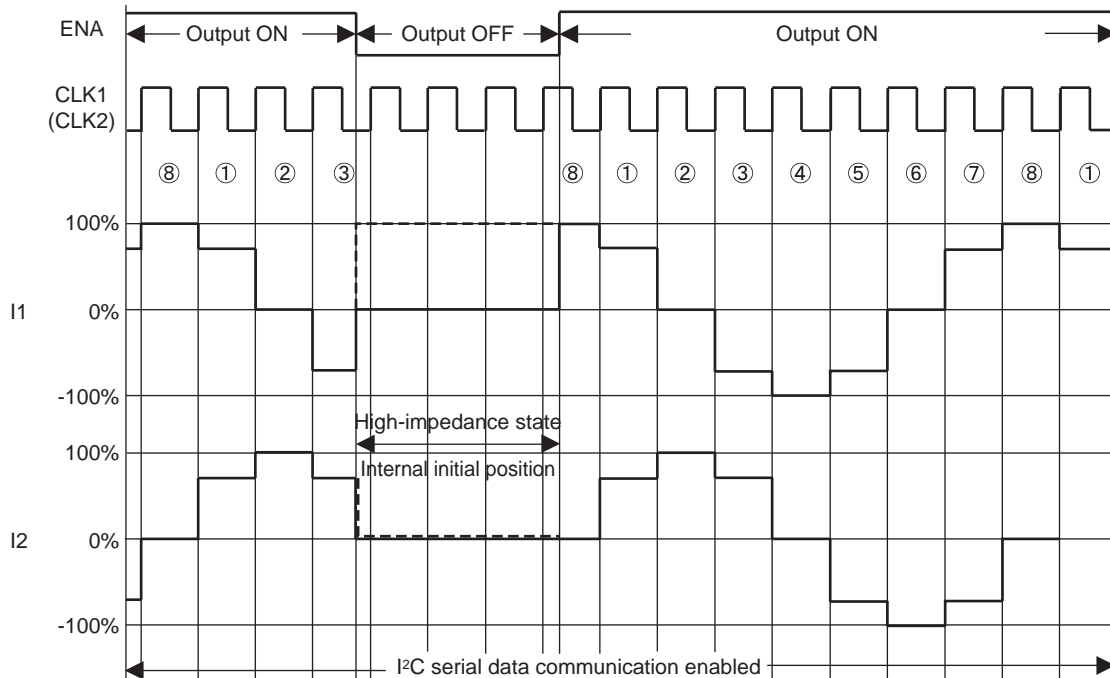 ENA
Output ON
Output OFF
Output ON
CLK1
(CLK2)
⑧ ① ② ③ ⑧ ① ② ③ ④ ⑤ ⑥ ⑦ ⑧ ①
100%
I1
0%
-100%
High-impedance state
100%
Internal initial position
I2
0%
-100%
I²C serial data communication enabled